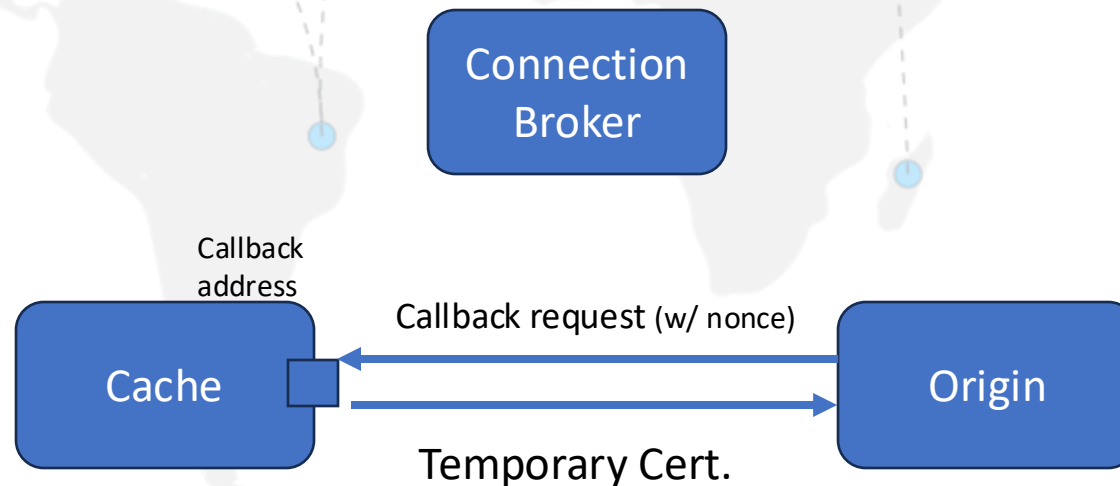 Connection
Broker
Callback
address
Callback request (w/ nonce)
Cache
Origin
Temporary Cert.